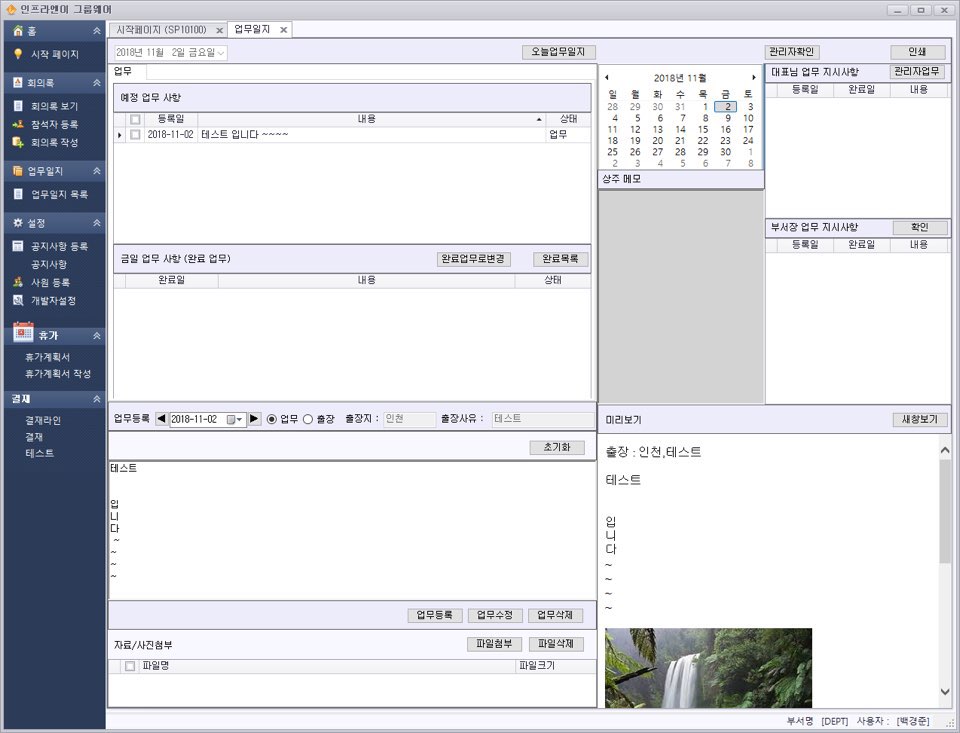 인프라엔이 그룹웨어
홈
시작 페이지
회의록
회의록 보기
참석자 등록
회의록 작성
업무일지
업무일지 목록
설정
공지사항 등록
공지사항
사원 등록
개발자설정
휴가
휴가계획서
휴가계획서 작성
결재
결재라인
결재
테스트
시작페이지 (SP10100)
업무일지
2018년 11월 2일 금요일
오늘업무일지
관리자확인
인쇄
업무
예정 업무 사항
등록일 내용 상태
2018-11-02 테스트 입니다 ~~~~ 업무
금일 업무 사항 (완료 업무) 완료업무로변경 완료목록
완료일 내용 상태
2018년 11월
일 월 화 수 목 금 토
28 29 30 31 1 2 3
4 5 6 7 8 9 10
11 12 13 14 15 16 17
18 19 20 21 22 23 24
25 26 27 28 29 30 1
2 3 4 5 6 7 8
상주 메모
대표님 업무 지시사항 관리자업무
등록일 완료일 내용
부서장 업무 지시사항 확인
등록일 완료일 내용
업무등록 2018-11-02 업무 출장 출장지 : 인천 출장사유 : 테스트
초기화
테스트
입
니
다
~
~
~
~
업무등록 업무수정 업무삭제
자료/사진첨부 파일첨부 파일삭제
파일명 파일크기
미리보기 새창보기
출장 : 인천,테스트
테스트
입
니
다
~
~
~
~
부서명 [DEPT] 사용자 : [백경준]